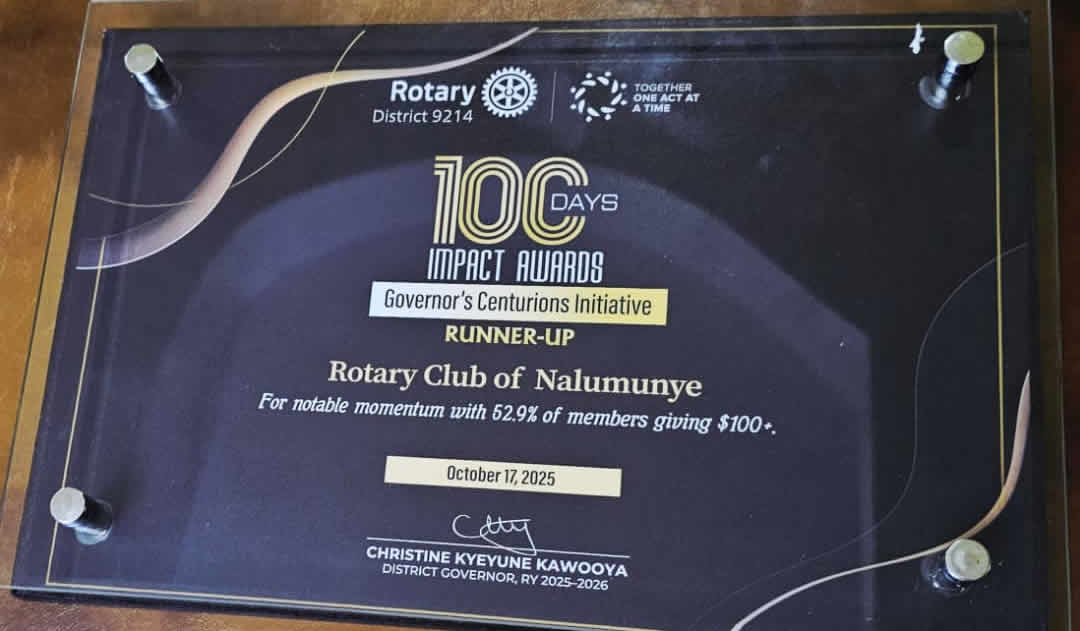 Rotary
District 9214
TOGETHER
ONE ACT AT
A TIME
100
DAYS
IMPACT AWARDS
Governor's Centurions Initiative
RUNNER-UP
Rotary Club of Nalumunye
For notable momentum with 52.9% of members giving $100+.
October 17, 2025
CHRISTINE KYEYUNE KAWOOYA
DISTRICT GOVERNOR, RY 2025–2026